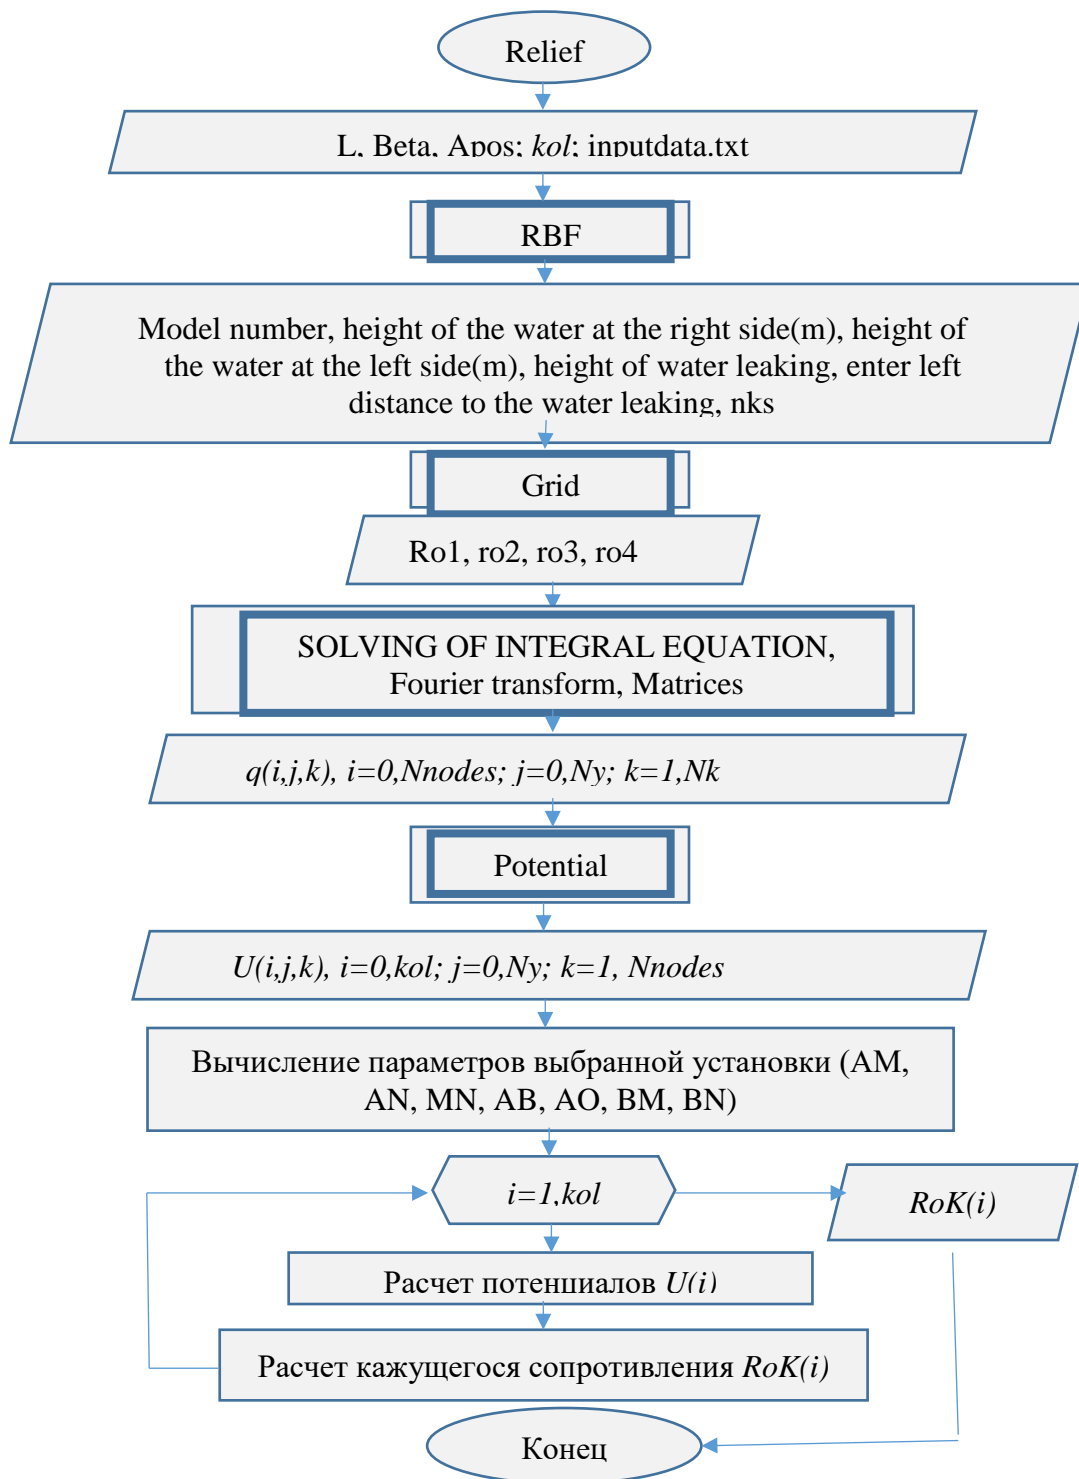 Relief
L, Beta, Apos; kol; inputdata.txt
RBF
Model number, height of the water at the right side(m), height of
the water at the left side(m), height of water leaking, enter left
distance to the water leaking, nks
Grid
Ro1, ro2, ro3, ro4
SOLVING OF INTEGRAL EQUATION,
Fourier transform, Matrices
q(i,j,k), i=0,Nnodes; j=0,Ny; k=1,Nk
Potential
U(i,j,k), i=0,kol; j=0,Ny; k=1, Nnodes
Вычисление параметров выбранной установки (AM,
AN, MN, AB, AO, BM, BN)
i=1,kol
RoK(i)
Расчет потенциалов U(i)
Расчет кажущегося сопротивления RoK(i)
Конец